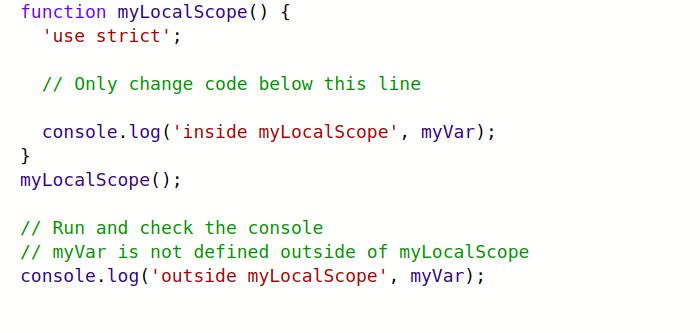 function myLocalScope() {
  'use strict';
  // Only change code below this line
  console.log('inside myLocalScope', myVar);
}
myLocalScope();
// Run and check the console
// myVar is not defined outside of myLocalScope
console.log('outside myLocalScope', myVar);